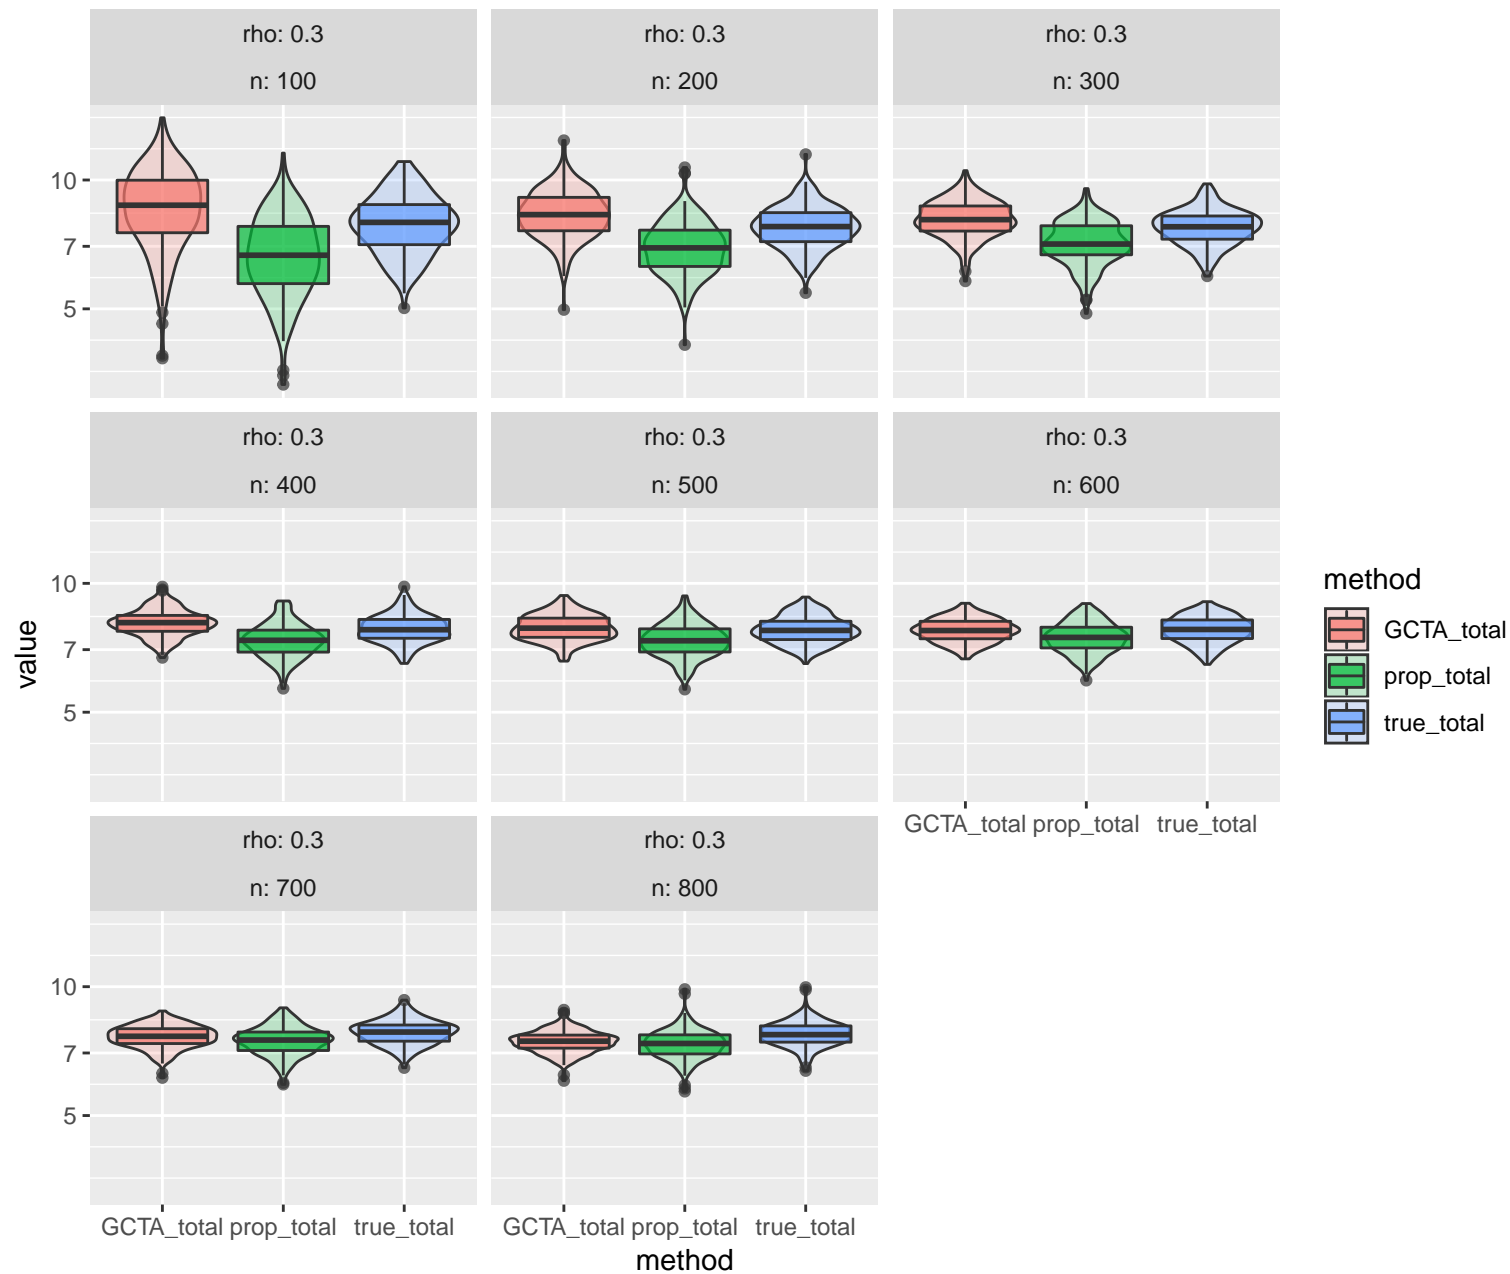 rho: 0.3
n: 100
rho: 0.3
n: 200
rho: 0.3
n: 300
10
7
5
rho: 0.3
n: 400
rho: 0.3
n: 500
rho: 0.3
n: 600
10
7
5
GCTA_total prop_total true_total
rho: 0.3
n: 700
rho: 0.3
n: 800
10
7
5
GCTA_total prop_total true_total
GCTA_total prop_total true_total
method
value
method
GCTA_total
prop_total
true_total